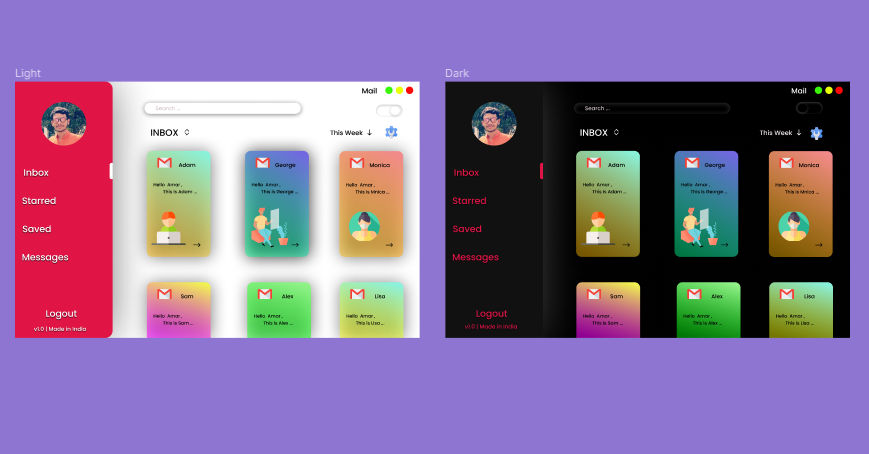 Light
Mail
Search ...
INBOX
This Week
Inbox
Starred
Saved
Messages
Logout
v1.0 | Made in India
Adam
Hello Amar ,
This is Adam ...
George
Hello Amar ,
This is George ...
Monica
Hello Amar ,
This is Mnica ...
Sam
Hello Amar ,
This is Sam ...
Alex
Hello Amar ,
This is Alex ...
Lisa
Hello Amar ,
This is Lisa ...
Dark
Mail
Search ...
INBOX
This Week
Inbox
Starred
Saved
Messages
Logout
v1.0 | Made in India
Adam
Hello Amar ,
This is Adam ...
George
Hello Amar ,
This is George ...
Monica
Hello Amar ,
This is Mnica ...
Sam
Hello Amar ,
This is Sam ...
Alex
Hello Amar ,
This is Alex ...
Lisa
Hello Amar ,
This is Lisa ...